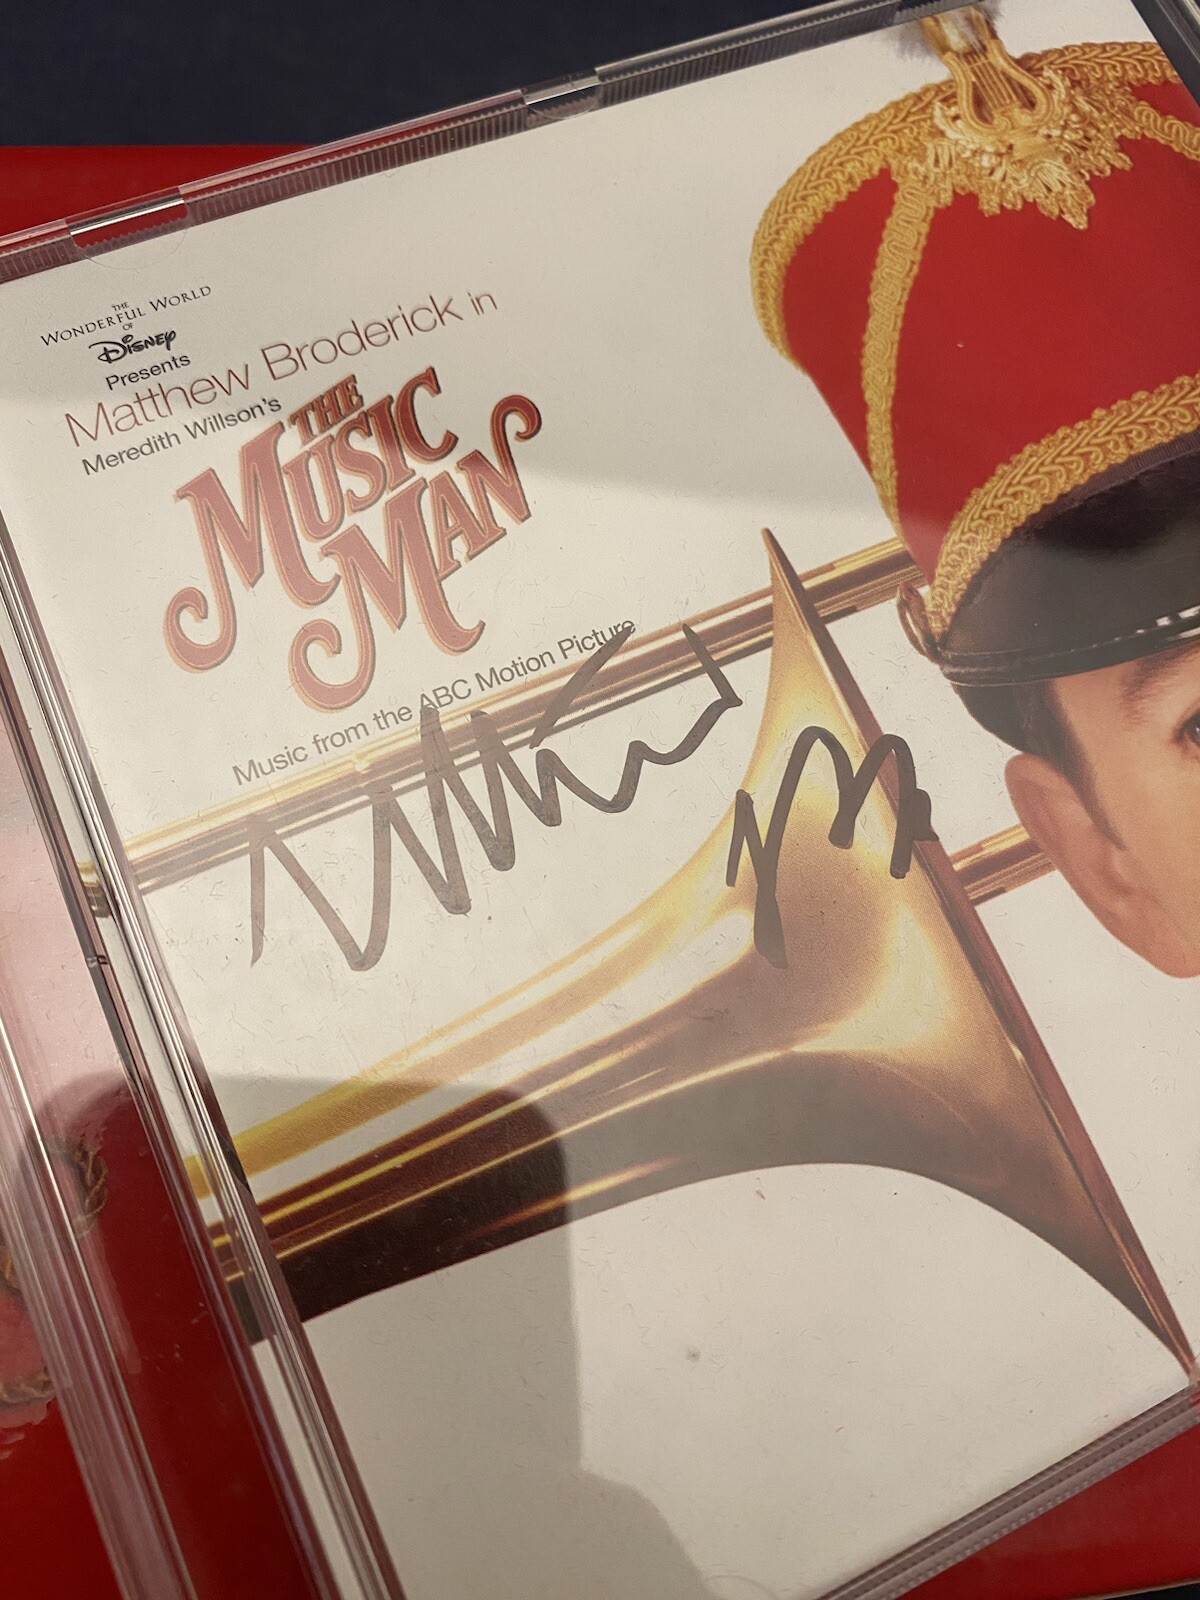 THE
WONDERFUL WORLD
OF
Disney
Presents
Matthew Broderick in
Meredith Willson's
THE
MUSIC
MAN
Music from the ABC Motion Picture